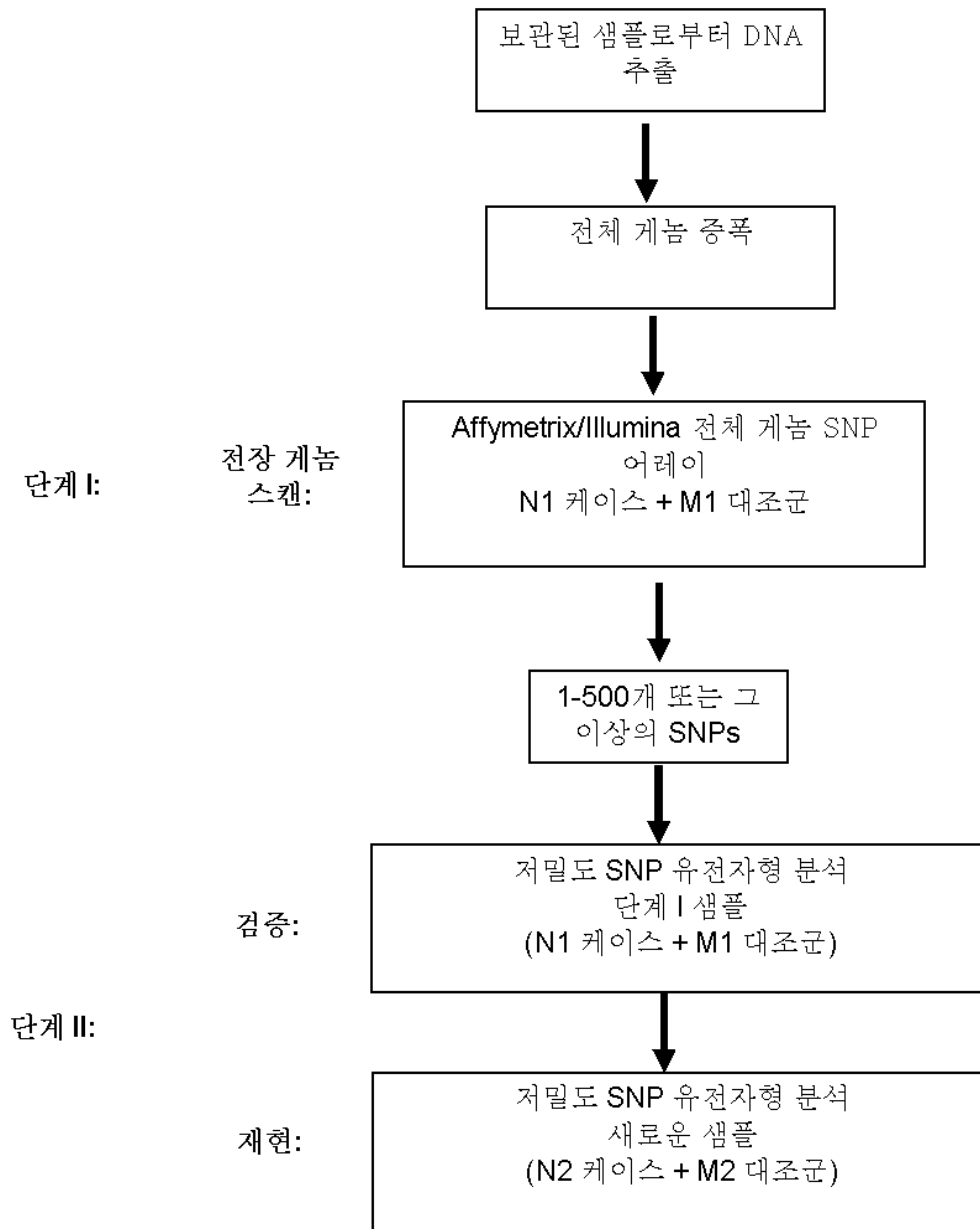 보관된 샘플로부터 DNA
추출
전체 게놈 증폭
단계 I:
전장 게놈
스캔:
Affymetrix/Illumina 전체 게놈 SNP
어레이
N1 케이스 + M1 대조군
1-500개 또는 그
이상의 SNPs
검증:
저밀도 SNP 유전자형 분석
단계 I 샘플
(N1 케이스 + M1 대조군)
단계 II:
재현:
저밀도 SNP 유전자형 분석
새로운 샘플
(N2 케이스 + M2 대조군)